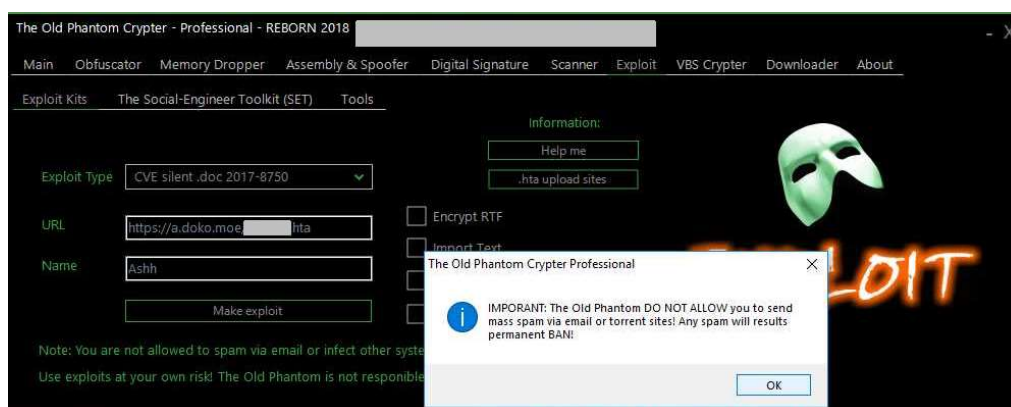 The Old Phantom Crypter - Professional - REBORN 2018
Main Obfuscator Memory Dropper Assembly & Spoofer Digital Signature Scanner Exploit VBS Crypter Downloader About
Exploit Kits The Social-Engineer Toolkit (SET) Tools
Information:
Help me
Exploit Type CVE silent .doc 2017-8750 .hta upload sites
URL https://a.doko.moe/ hta Encrypt RTF
Import Text
Name Ashh
The Old Phantom Crypter Professional
IMPORANT: The Old Phantom DO NOT ALLOW you to send
mass spam via email or torrent sites! Any spam will results
permanent BAN!
OK
Make exploit
Note: You are not allowed to spam via email or infect other syste
Use exploits at your own risk! The Old Phantom is not responsible
LOIT